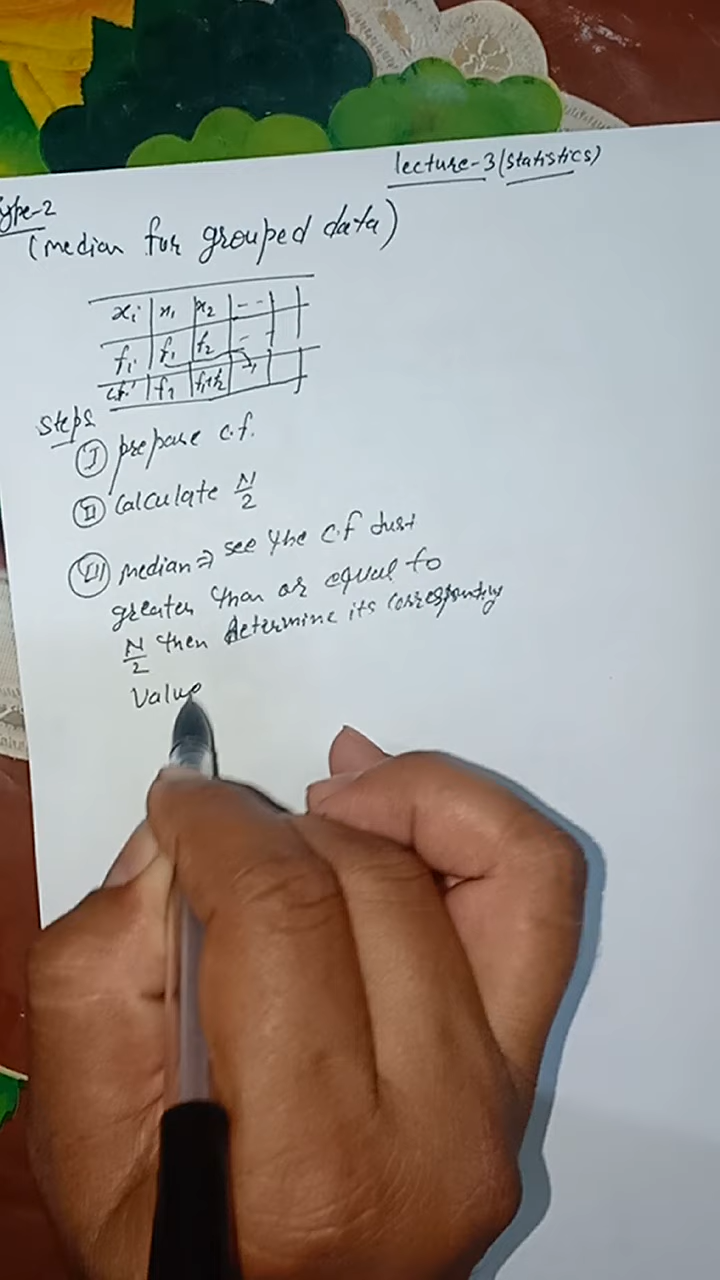 lecture-3 (statistics)
ype-2
(median for grouped data)
xi x1 x2 --
fi f1 f2 - -
cf f1 f1+f2
Steps
(I) prepare c.f.
(II) Calculate N/2
(III) median ⇒ see the c.f Just
greater than or equal to
N/2 then determine its corresponding
Value